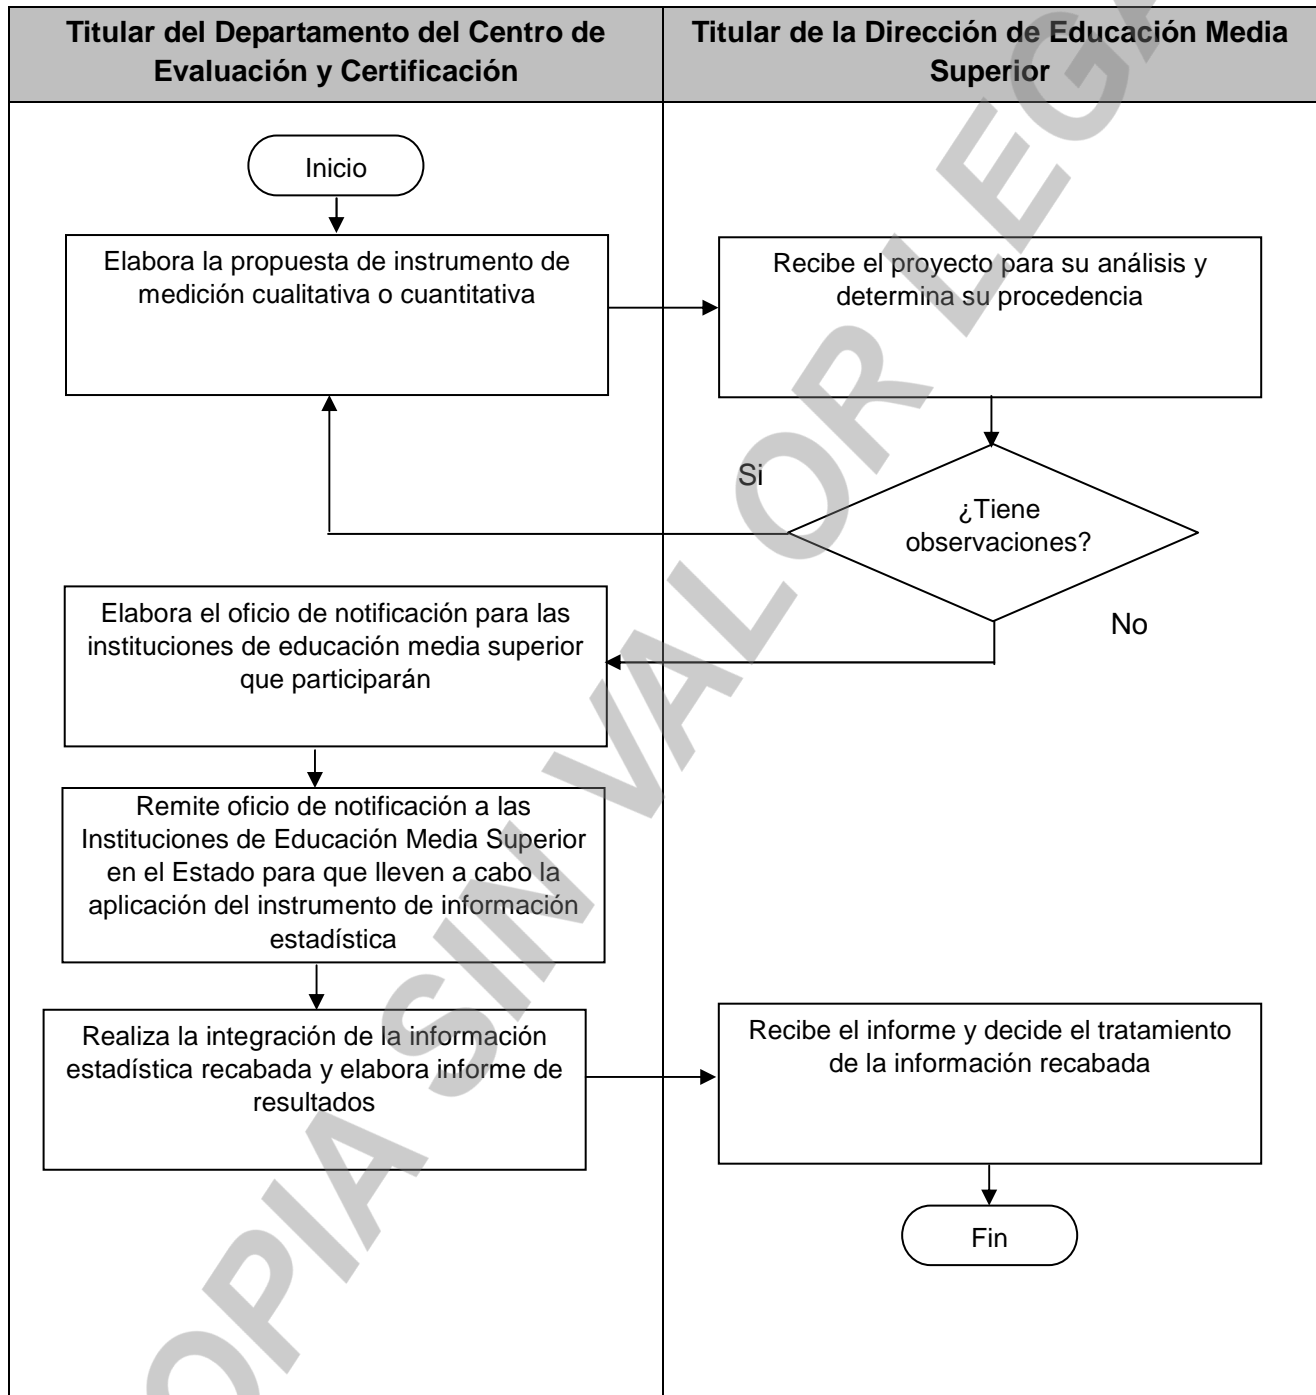 Titular del Departamento del Centro de
Evaluación y Certificación
Titular de la Dirección de Educación Media
Superior
Inicio
Elabora la propuesta de instrumento de
medición cualitativa o cuantitativa
Recibe el proyecto para su análisis y
determina su procedencia
Si
¿Tiene
observaciones?
No
Elabora el oficio de notificación para las
instituciones de educación media superior
que participarán
Remite oficio de notificación a las
Instituciones de Educación Media Superior
en el Estado para que lleven a cabo la
aplicación del instrumento de información
estadística
Realiza la integración de la información
estadística recabada y elabora informe de
resultados
Recibe el informe y decide el tratamiento
de la información recabada
Fin
OPIA SIN VALOR LEGA